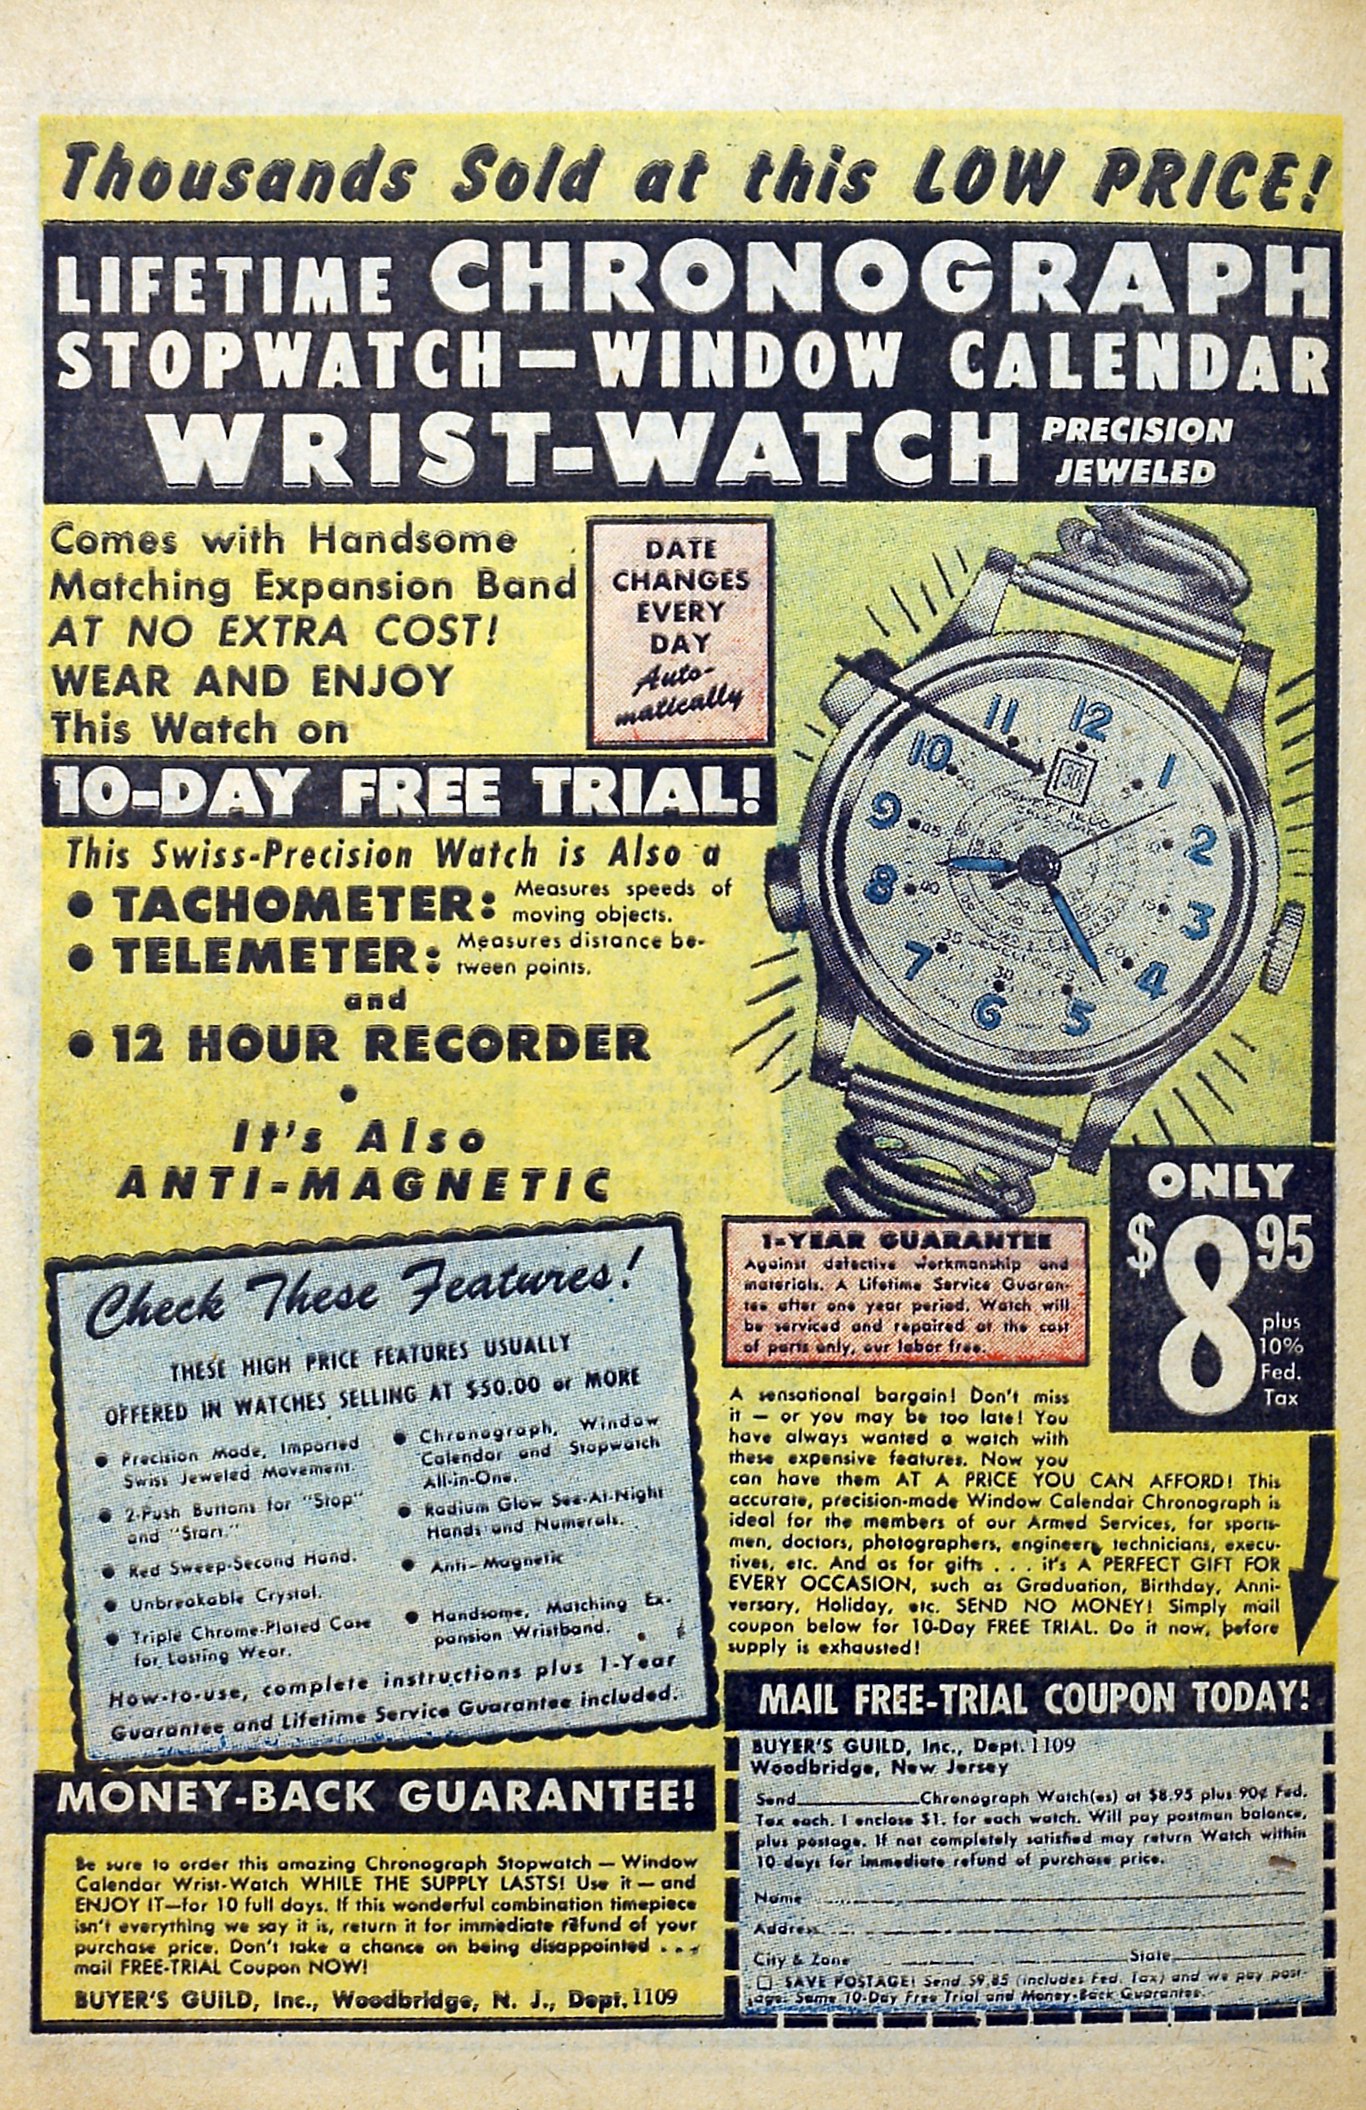 Thousands Sold at this LOW PRICE!
LIFETIME CHRONOGRAPH
STOPWATCH—WINDOW CALENDAR
WRIST-WATCH
PRECISION
JEWELED
Comes with Handsome
Matching Expansion Band
AT NO EXTRA COST!
WEAR AND ENJOY
This Watch on
DATE
CHANGES
EVERY
DAY
Auto-
matically
10-DAY FREE TRIAL!
This Swiss-Precision Watch is Also a
• TACHOMETER: Measures speeds of
moving objects.
• TELEMETER: Measures distance be-
tween points.
and
• 12 HOUR RECORDER
•
It's Also
ANTI-MAGNETIC
12
1
2
3
4
5
6
7
8
9
10
11
30
ONLY
$8.95
plus
10%
Fed.
Tax
1-YEAR GUARANTEE
Against defective workmanship and
materials. A Lifetime Service Guaran-
tee after one year period. Watch will
be serviced and repaired at the cost
of parts only, our labor free.
Check These Features!
THESE HIGH PRICE FEATURES USUALLY
OFFERED IN WATCHES SELLING AT $50.00 or MORE
• Precision Made, Imported
Swiss Jeweled Movement.
• 2-Push Buttons for "Stop"
and "Start."
• Red Sweep-Second Hand.
• Unbreakable Crystal.
• Triple Chrome-Plated Case
for Lasting Wear.
• Chronograph, Window
Calendar and Stopwatch
All-in-One.
• Radium Glow See-At-Night
Hands and Numerals.
• Anti-Magnetic
• Handsome, Matching Ex-
pansion Wristband.
How-to-use, complete instructions plus 1-Year
Guarantee and Lifetime Service Guarantee included.
A sensational bargain! Don't miss
it — or you may be too late! You
have always wanted a watch with
these expensive features. Now you
can have them AT A PRICE YOU CAN AFFORD! This
accurate, precision-made Window Calendar Chronograph is
ideal for the members of our Armed Services, for sports-
men, doctors, photographers, engineers, technicians, execu-
tives, etc. And as for gifts . . . it's A PERFECT GIFT FOR
EVERY OCCASION, such as Graduation, Birthday, Anni-
versary, Holiday, etc. SEND NO MONEY! Simply mail
coupon below for 10-Day FREE TRIAL. Do it now, before
supply is exhausted!
MONEY-BACK GUARANTEE!
Be sure to order this amazing Chronograph Stopwatch — Window
Calendar Wrist-Watch WHILE THE SUPPLY LASTS! Use it — and
ENJOY IT—for 10 full days. If this wonderful combination timepiece
isn't everything we say it is, return it for immediate refund of your
purchase price. Don't take a chance on being disappointed . . .
mail FREE-TRIAL Coupon NOW!
BUYER'S GUILD, Inc., Woodbridge, N. J., Dept. 1109
MAIL FREE-TRIAL COUPON TODAY!
BUYER'S GUILD, Inc., Dept. 1109
Woodbridge, New Jersey
Send Chronograph Watch(es) at $8.95 plus 90¢ Fed.
Tax each. I enclose $1. for each watch. Will pay postman balance,
plus postage. If not completely satisfied may return Watch within
10 days for immediate refund of purchase price.
Name
Address
City & Zone State
☐ SAVE POSTAGE! Send $9.85 (includes Fed. Tax) and we pay post-
age. Same 10-Day Free Trial and Money-Back Guarantee.